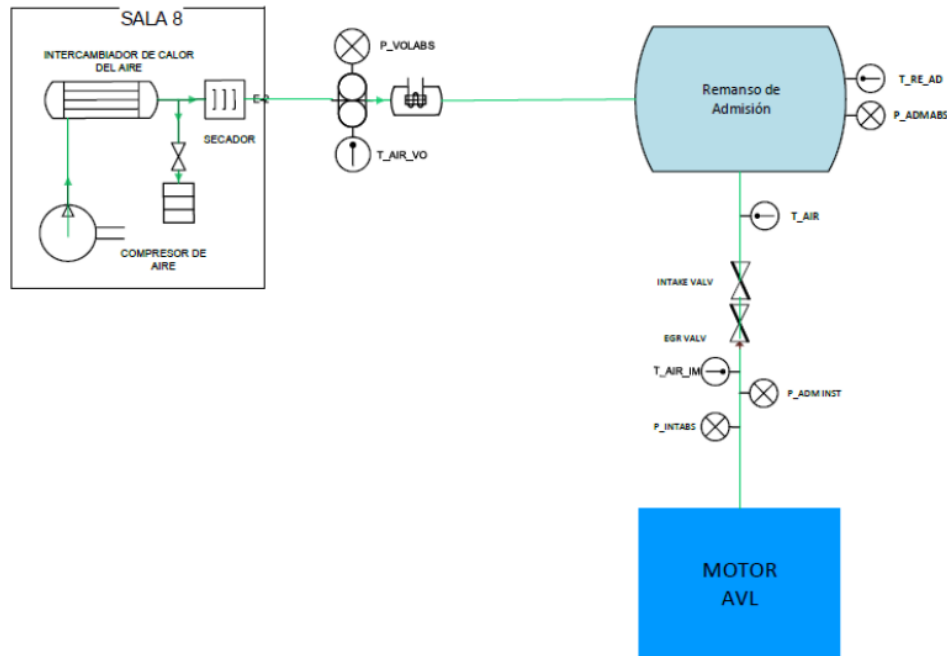 SALA 8
INTERCAMBIADOR DE CALOR
DEL AIRE
SECADOR
E-2
COMPRESOR DE
AIRE
P_VOLABS
T_AIR_VO
Remanso de
Admisión
T_RE_AD
P_ADMABS
T_AIR
INTAKE VALV
EGR VALV
T_AIR_IM
P_ADM INST
P_INTABS
MOTOR
AVL